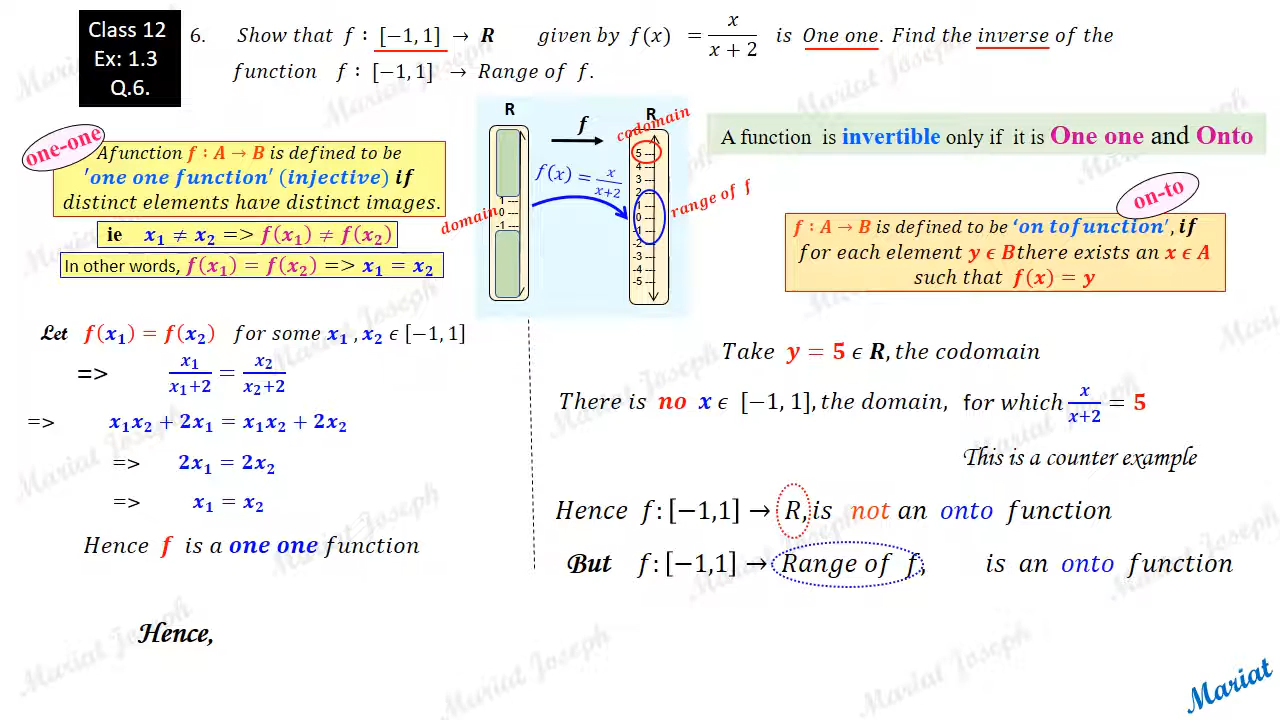 Class 12
Ex: 1.3
Q.6.
6. Show that f : [−1, 1] → R given by f(x) = x/(x + 2) is One one. Find the inverse of the
function f : [−1, 1] → Range of f.
one-one
Afunction f : A → B is defined to be
'one one function' (injective) if
distinct elements have distinct images.
ie x₁ ≠ x₂ => f(x₁) ≠ f(x₂)
In other words, f(x₁) = f(x₂) => x₁ = x₂
R
f
R
codomain
f(x) = x/(x+2)
domain
range of f
1
0
-1
5
4
3
2
1
0
-1
-2
-3
-4
-5
A function is invertible only if it is One one and Onto
on-to
f : A → B is defined to be 'on tofunction', if
for each element y ϵ Bthere exists an x ϵ A
such that f(x) = y
Let f(x₁) = f(x₂) for some x₁ , x₂ ϵ [−1, 1]
=> x₁/(x₁+2) = x₂/(x₂+2)
=> x₁x₂ + 2x₁ = x₁x₂ + 2x₂
=> 2x₁ = 2x₂
=> x₁ = x₂
Hence f is a one one function
Take y = 5 ϵ R, the codomain
There is no x ϵ [−1, 1], the domain, for which x/(x+2) = 5
This is a counter example
Hence f: [−1,1] → R, is not an onto function
But f: [−1,1] → Range of f, is an onto function
Hence,
Mariat
Mariat Joseph